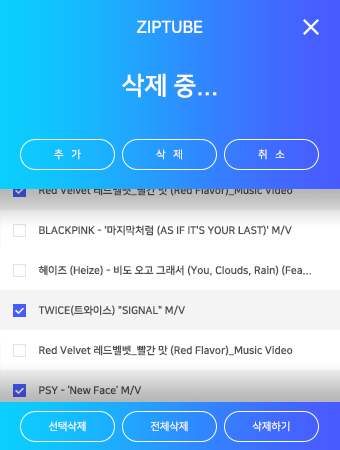 ZIPTUBE
삭제 중...
추 가
삭 제
취 소
Red Velvet 레드벨벳_빨간 맛 (Red Flavor)_Music Video
BLACKPINK - '마지막처럼 (AS IF IT'S YOUR LAST)' M/V
헤이즈 (Heize) - 비도 오고 그래서 (You, Clouds, Rain) (Fea...
TWICE(트와이스) "SIGNAL" M/V
Red Velvet 레드벨벳_빨간 맛 (Red Flavor)_Music Video
PSY - 'New Face' M/V
선택삭제
전체삭제
삭제하기